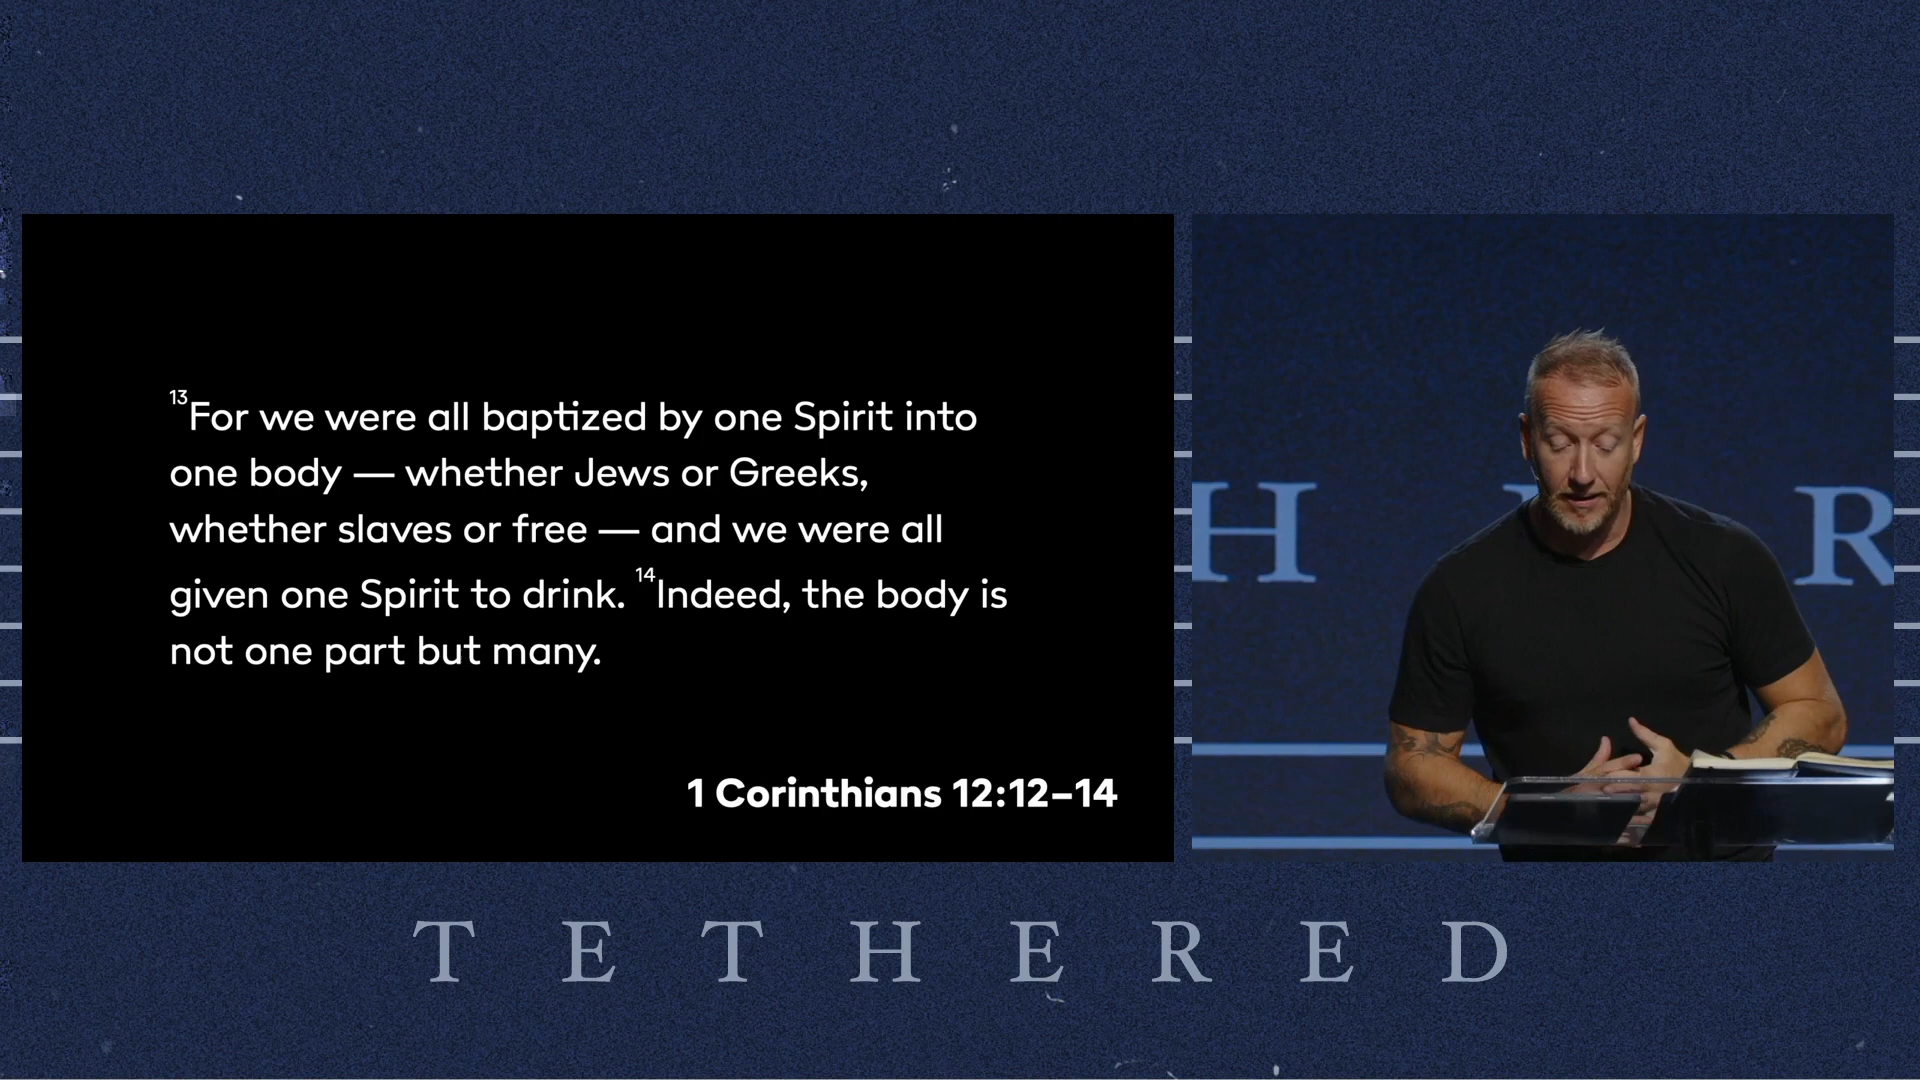 ¹³For we were all baptized by one Spirit into
one body — whether Jews or Greeks,
whether slaves or free — and we were all
given one Spirit to drink. ¹⁴Indeed, the body is
not one part but many.
1 Corinthians 12:12–14
H E R
T E T H E R E D